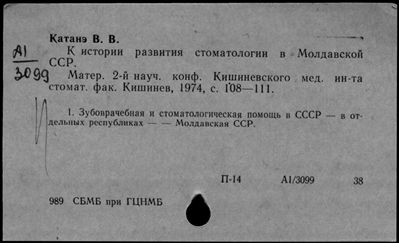 Катанэ В. В.
А1
3099
К истории развития стоматологии в Молдавской
ССР.
Матер. 2-й науч. конф. Кишиневского мед. ин-та
стомат. фак. Кишинев, 1974, с. 108—111.
1. Зубоврачебная и стоматологическая помощь в СССР — в от-
дельных республиках — — Молдавская ССР.
П-14 А1/3099 38
989 СБМБ при ГЦНМБ